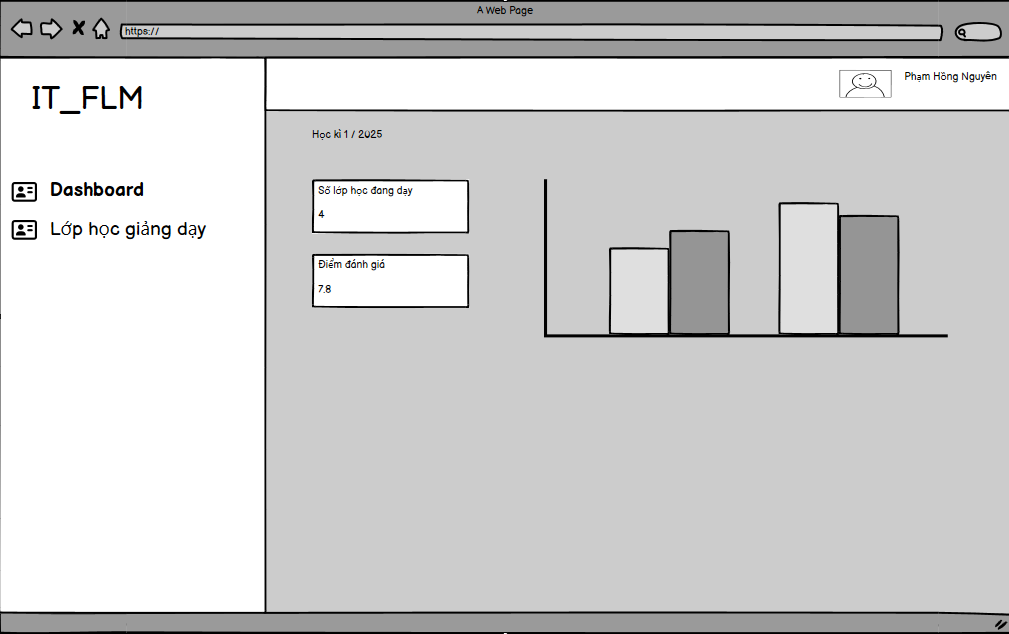 A Web Page
https://
IT_FLM
Phạm Hồng Nguyên
Học kì 1 / 2025
Dashboard
Lớp học giảng dạy
Số lớp học đang dạy
4
Điểm đánh giá
7.8